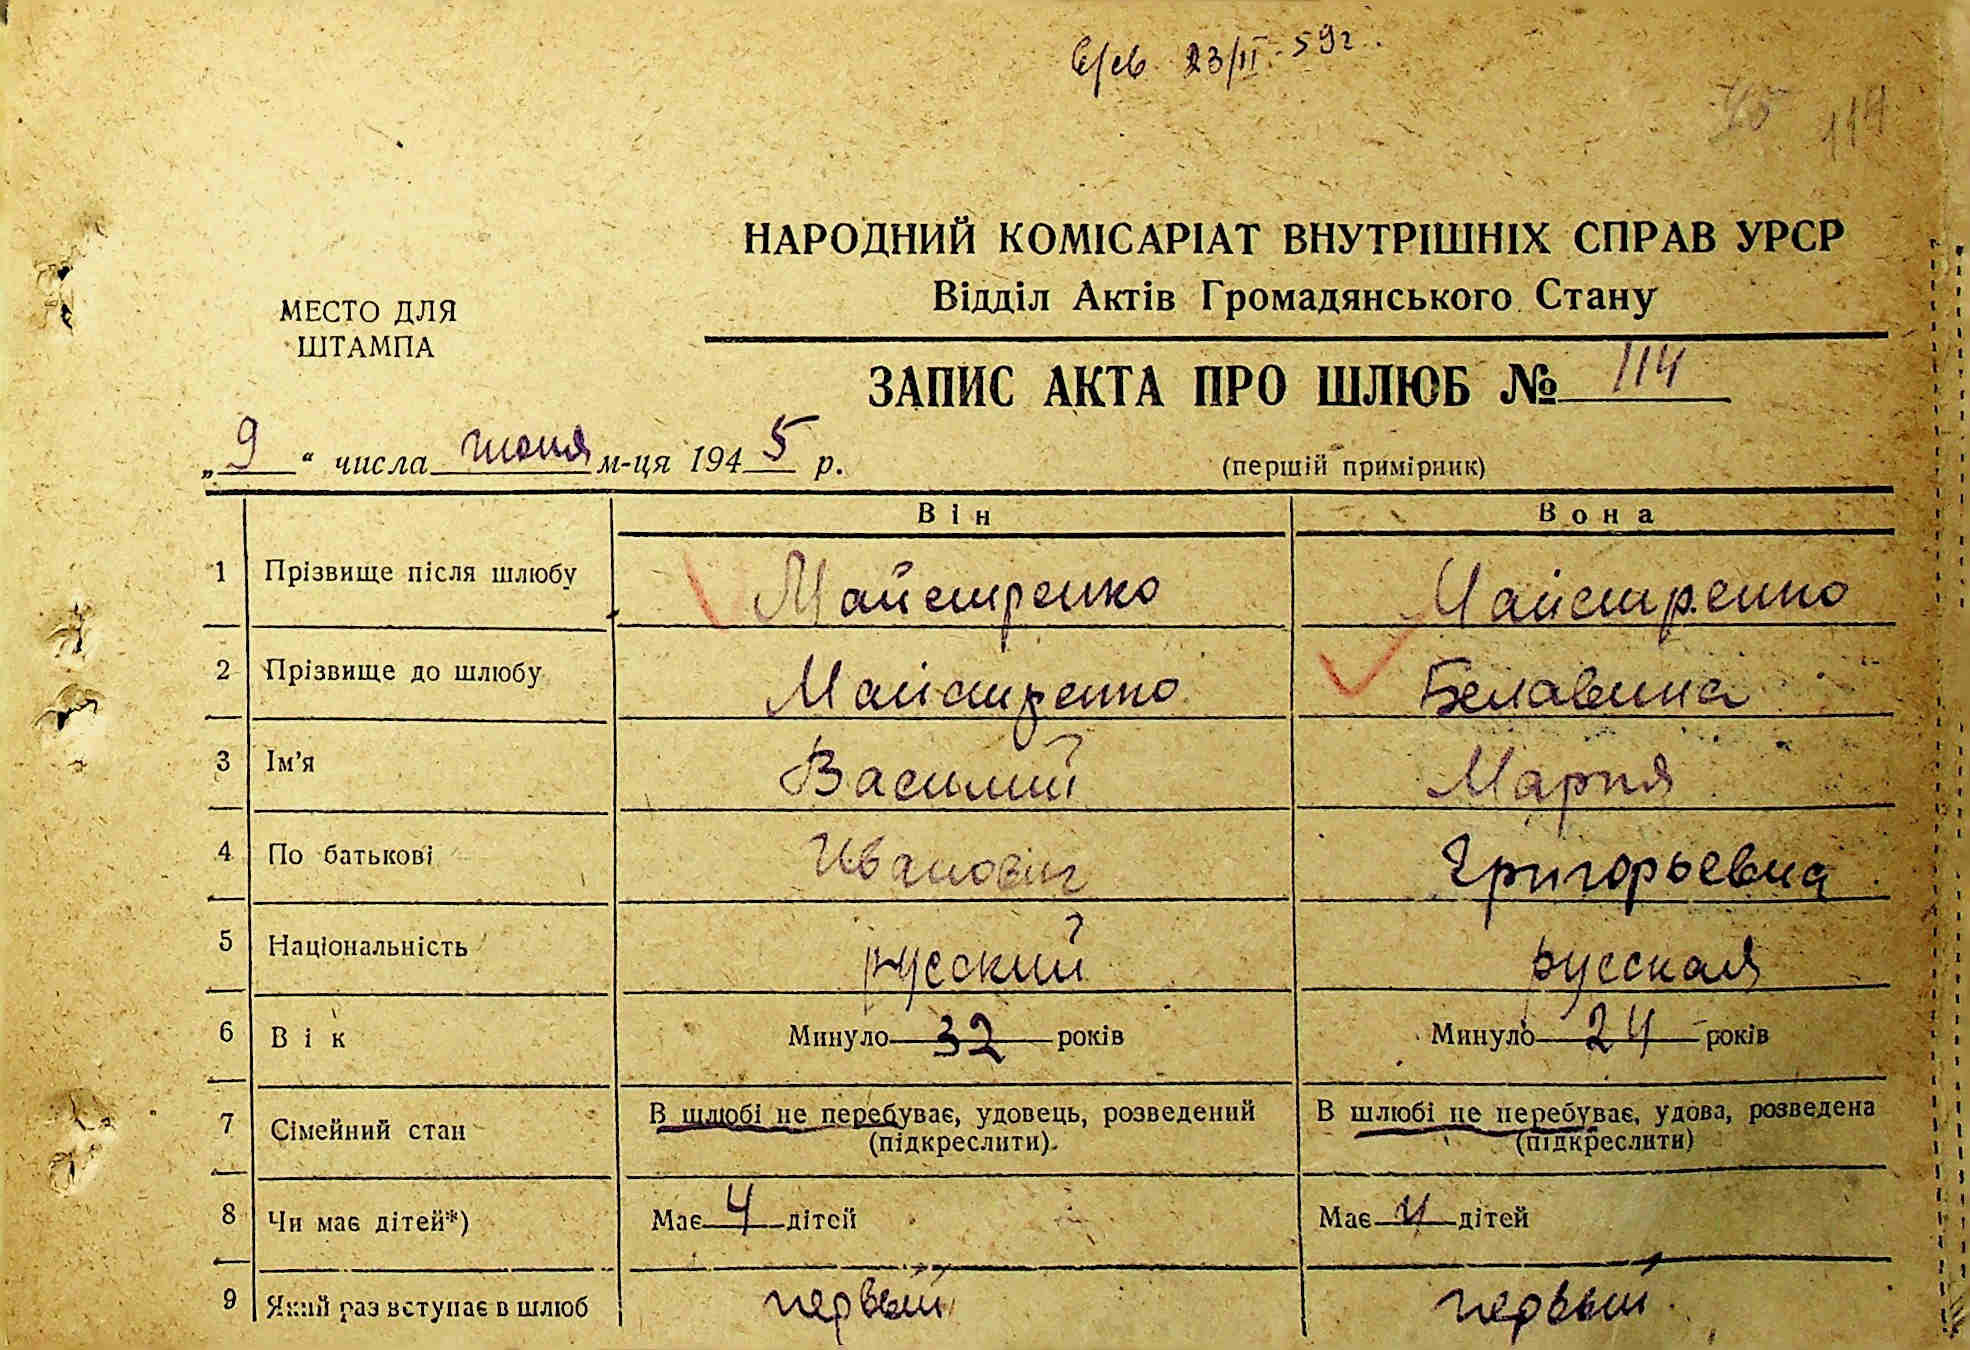 23/II-59г.
114
НАРОДНИЙ КОМІСАРІАТ ВНУТРІШНІХ СПРАВ УРСР
Відділ Актів Громадянського Стану
МЕСТО ДЛЯ
ШТАМПА
ЗАПИС АКТА ПРО ШЛЮБ № 114
„9“ числа июня м-ця 1945 р.
(перший примірник)
Він Вона
1 Прізвище після шлюбу Майстренко Майстренко
2 Прізвище до шлюбу Майстренко Белавина
3 Ім'я Василий Мария
4 По батькові Иванович Григорьевна
5 Національність русский русская
6 Вік Минуло 32 років Минуло 24 років
7 Сімейний стан В шлюбі не перебуває, удовець, розведений (підкреслити). В шлюбі не перебуває, удова, розведена (підкреслити)
8 Чи має дітей*) Має 4 дітей Має 4 дітей
9 Який раз вступає в шлюб первый первый